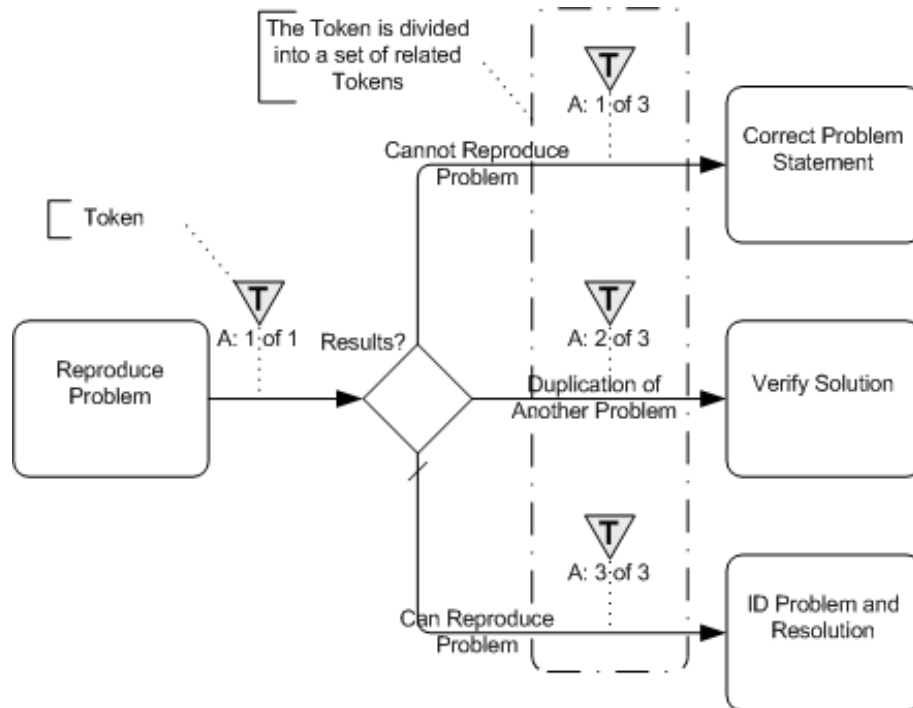 The Token is divided
into a set of related
Tokens
T
A: 1 of 3
Correct Problem
Statement
Cannot Reproduce
Problem
Token
T
A: 1 of 1
Reproduce
Problem
Results?
T
A: 2 of 3
Duplication of
Another Problem
Verify Solution
T
A: 3 of 3
Can Reproduce
Problem
ID Problem and
Resolution